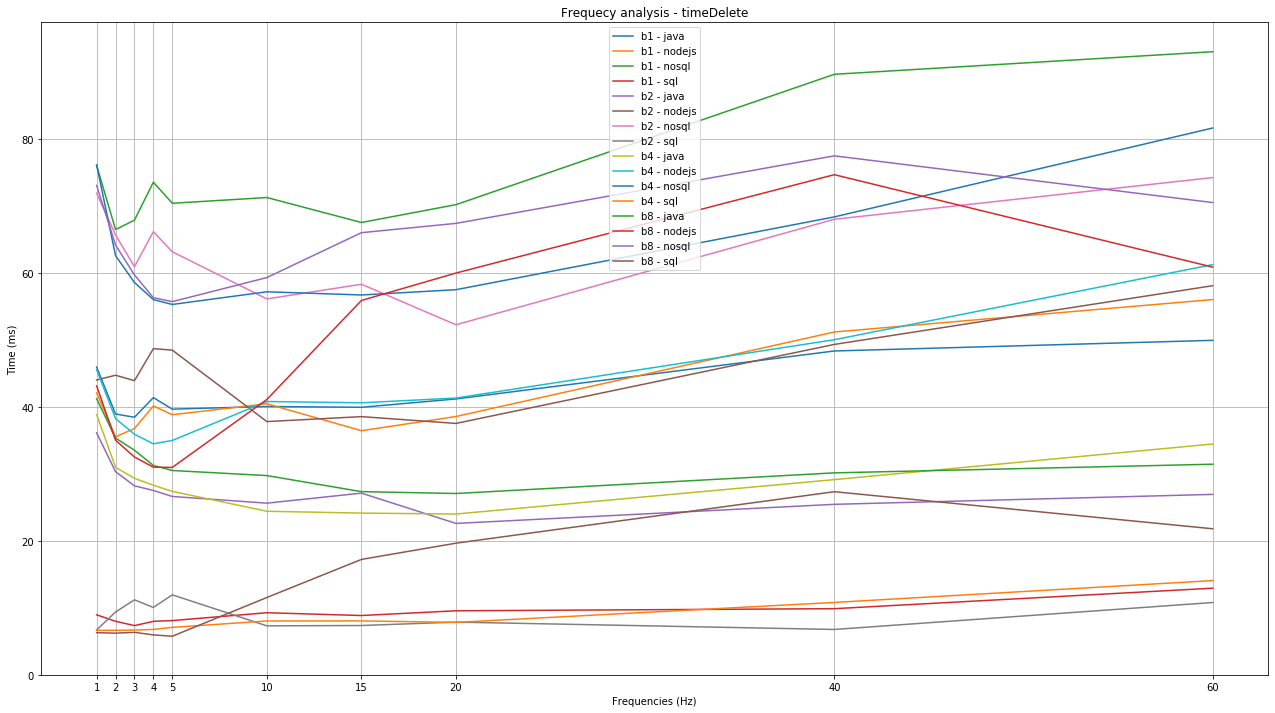 Frequecy analysis - timeDelete
b1 - java
b1 - nodejs
b1 - nosql
b1 - sql
b2 - java
b2 - nodejs
b2 - nosql
b2 - sql
b4 - java
b4 - nodejs
b4 - nosql
b4 - sql
b8 - java
b8 - nodejs
b8 - nosql
b8 - sql
Time (ms)
80
60
40
20
0
1 2 3 4 5 10 15 20 40 60
Frequencies (Hz)